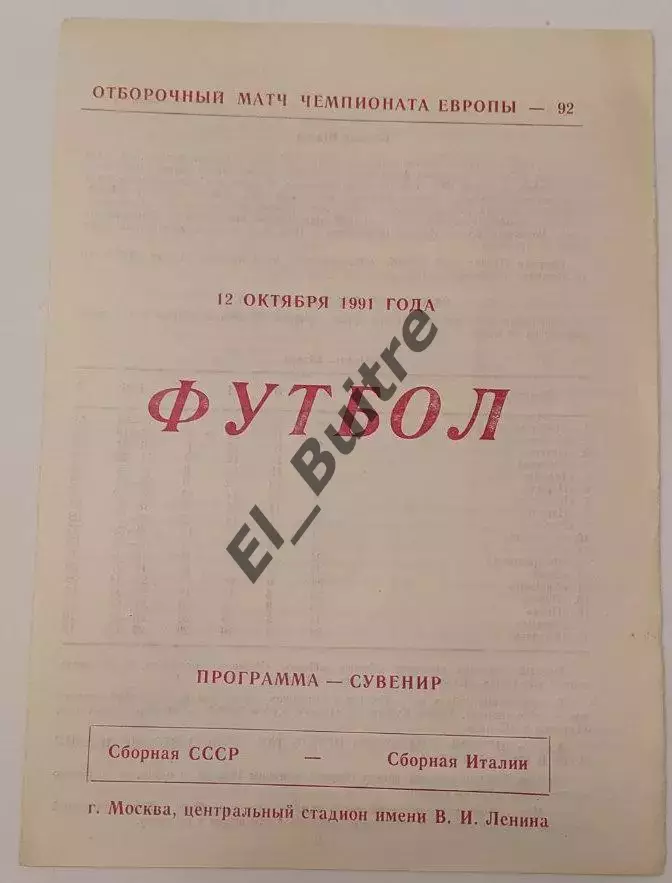 ОТБОРОЧНЫЙ МАТЧ ЧЕМПИОНАТА ЕВРОПЫ — 92
12 ОКТЯБРЯ 1991 ГОДА
ФУТБОЛ
El_Buitre
ПРОГРАММА — СУВЕНИР
Сборная СССР — Сборная Италии
г. Москва, центральный стадион имени В. И. Ленина